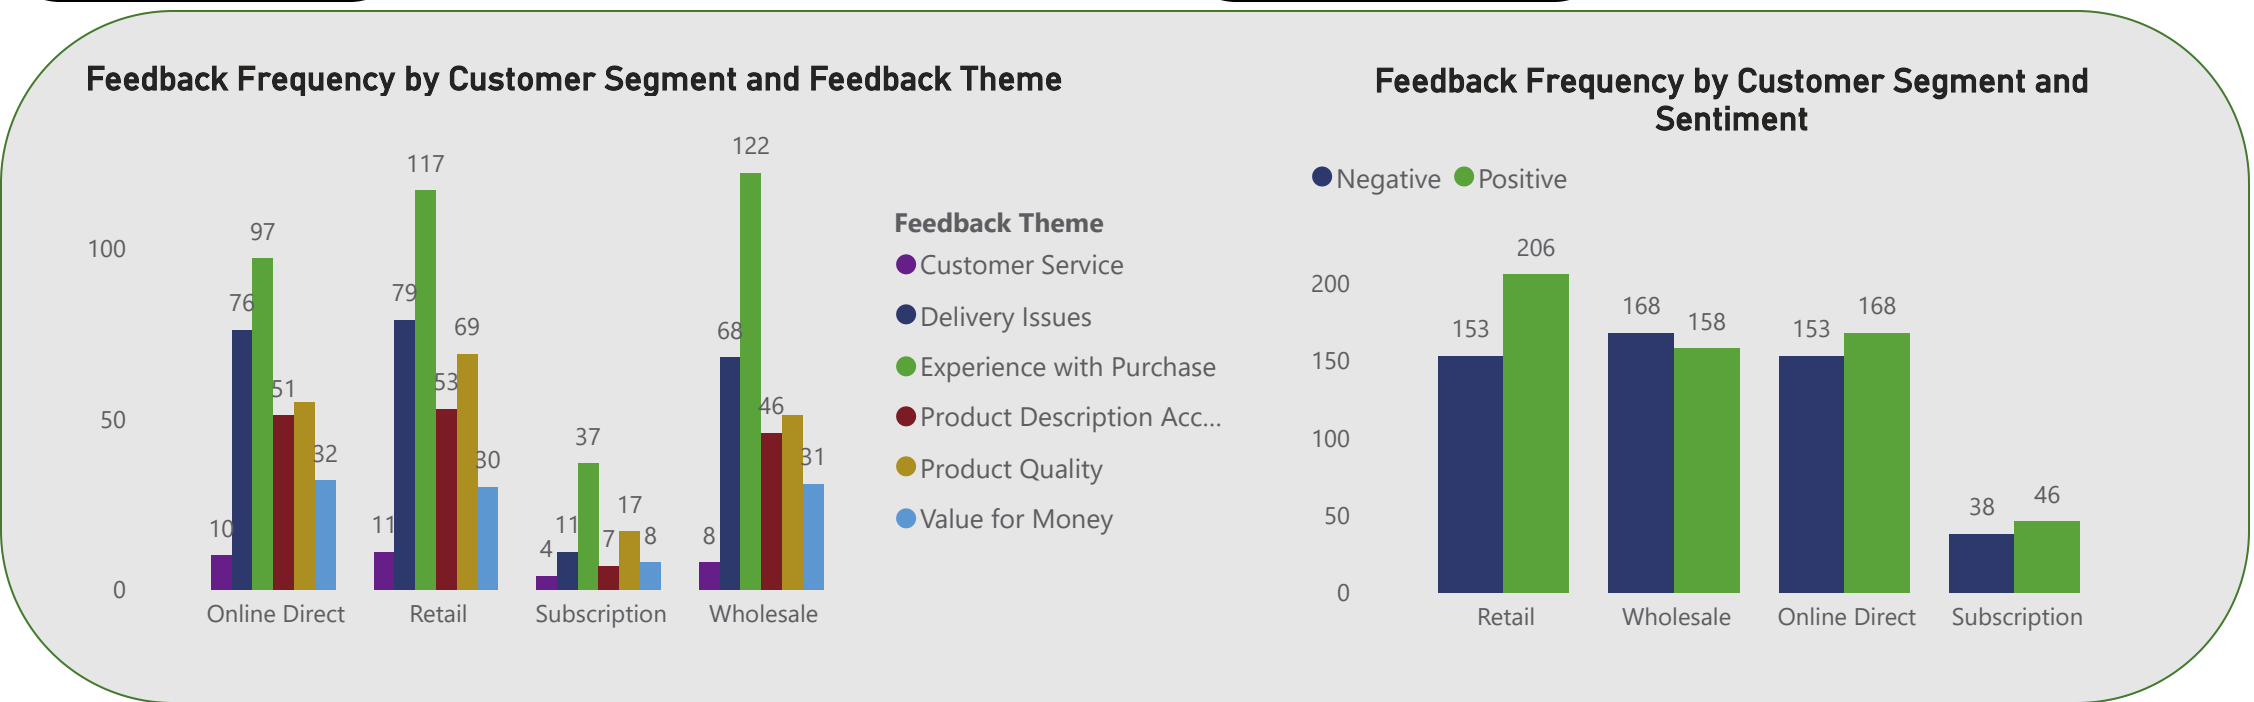 Feedback Frequency by Customer Segment and Feedback Theme
122
117
97
100
76
79
68
69
51
53
46
50
37
32
30
31
17
10
11
4
11
7
8
8
0
Online Direct
Retail
Subscription
Wholesale
Feedback Theme
Customer Service
Delivery Issues
Experience with Purchase
Product Description Acc...
Product Quality
Value for Money
Feedback Frequency by Customer Segment and
Sentiment
Negative
Positive
206
200
153
168
158
153
168
150
100
50
38
46
0
Retail
Wholesale
Online Direct
Subscription